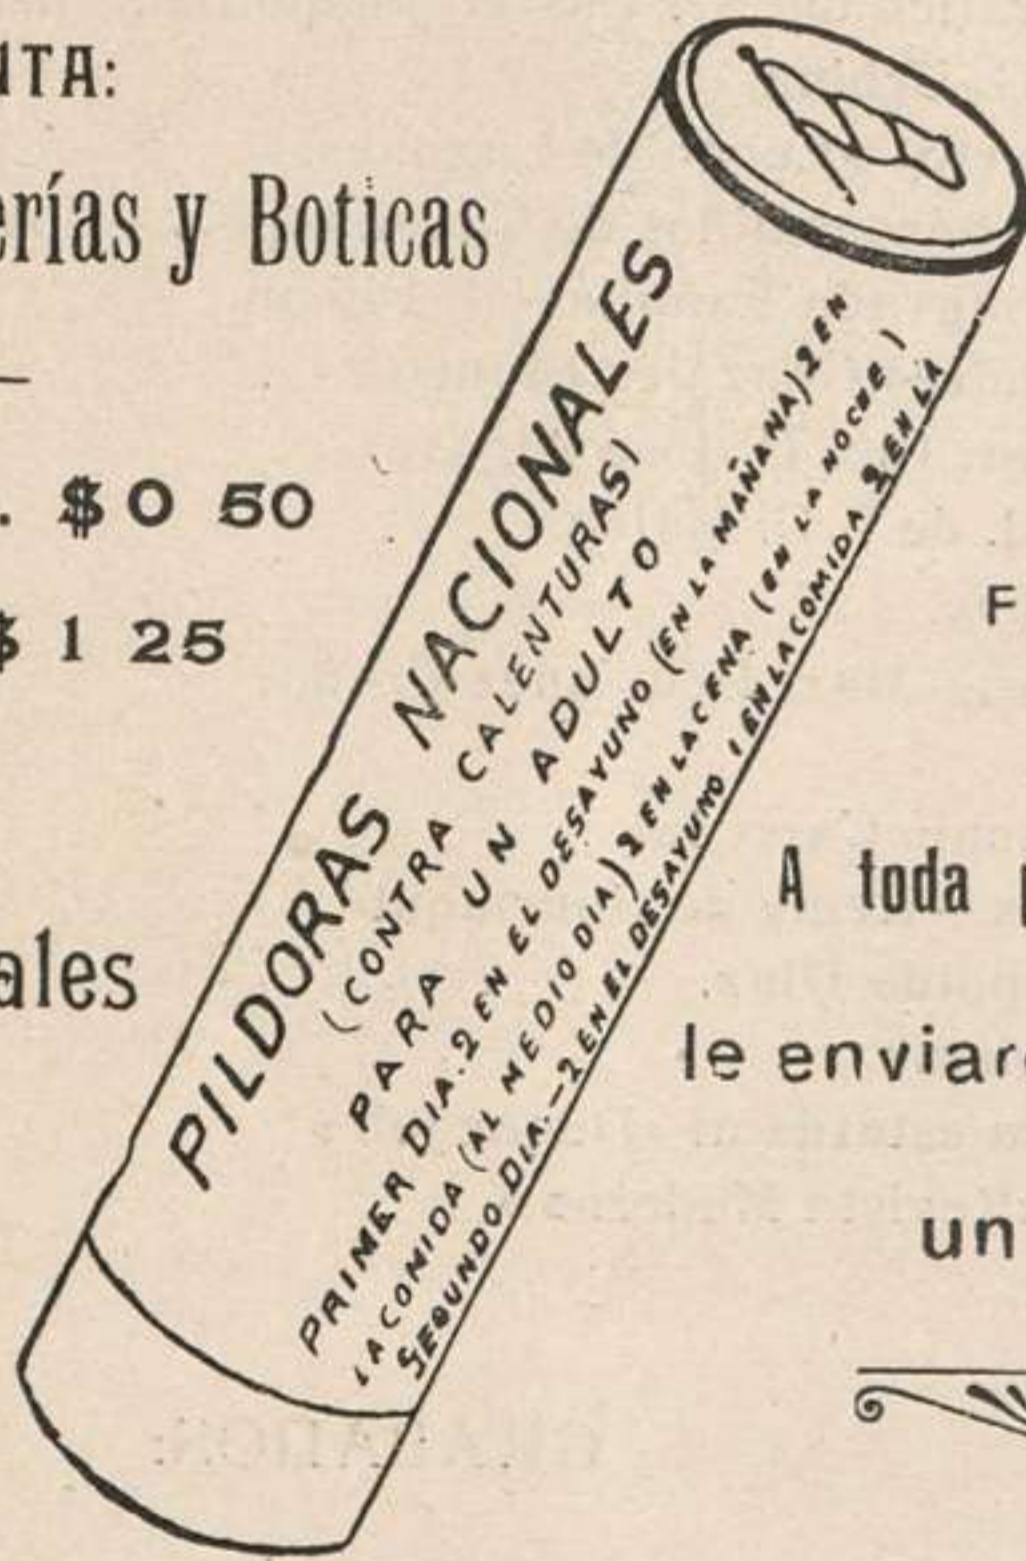 NTA:
erías y Boticas
. $ 0 50
$ 1 25
ales
PILDORAS NACIONALES
(CONTRA CALENTURAS)
PARA UN ADULTO
PRIMER DIA. 2 EN EL DESAYUNO (EN LA MAÑANA) 2 EN
LA COMIDA (AL MEDIO DIA) 2 EN LA CENA (EN LA NOCHE)
SEGUNDO DIA. - 2 EN EL DESAYUNO 1 EN LA COMIDA 2 EN LA
F
A toda
le enviar
un